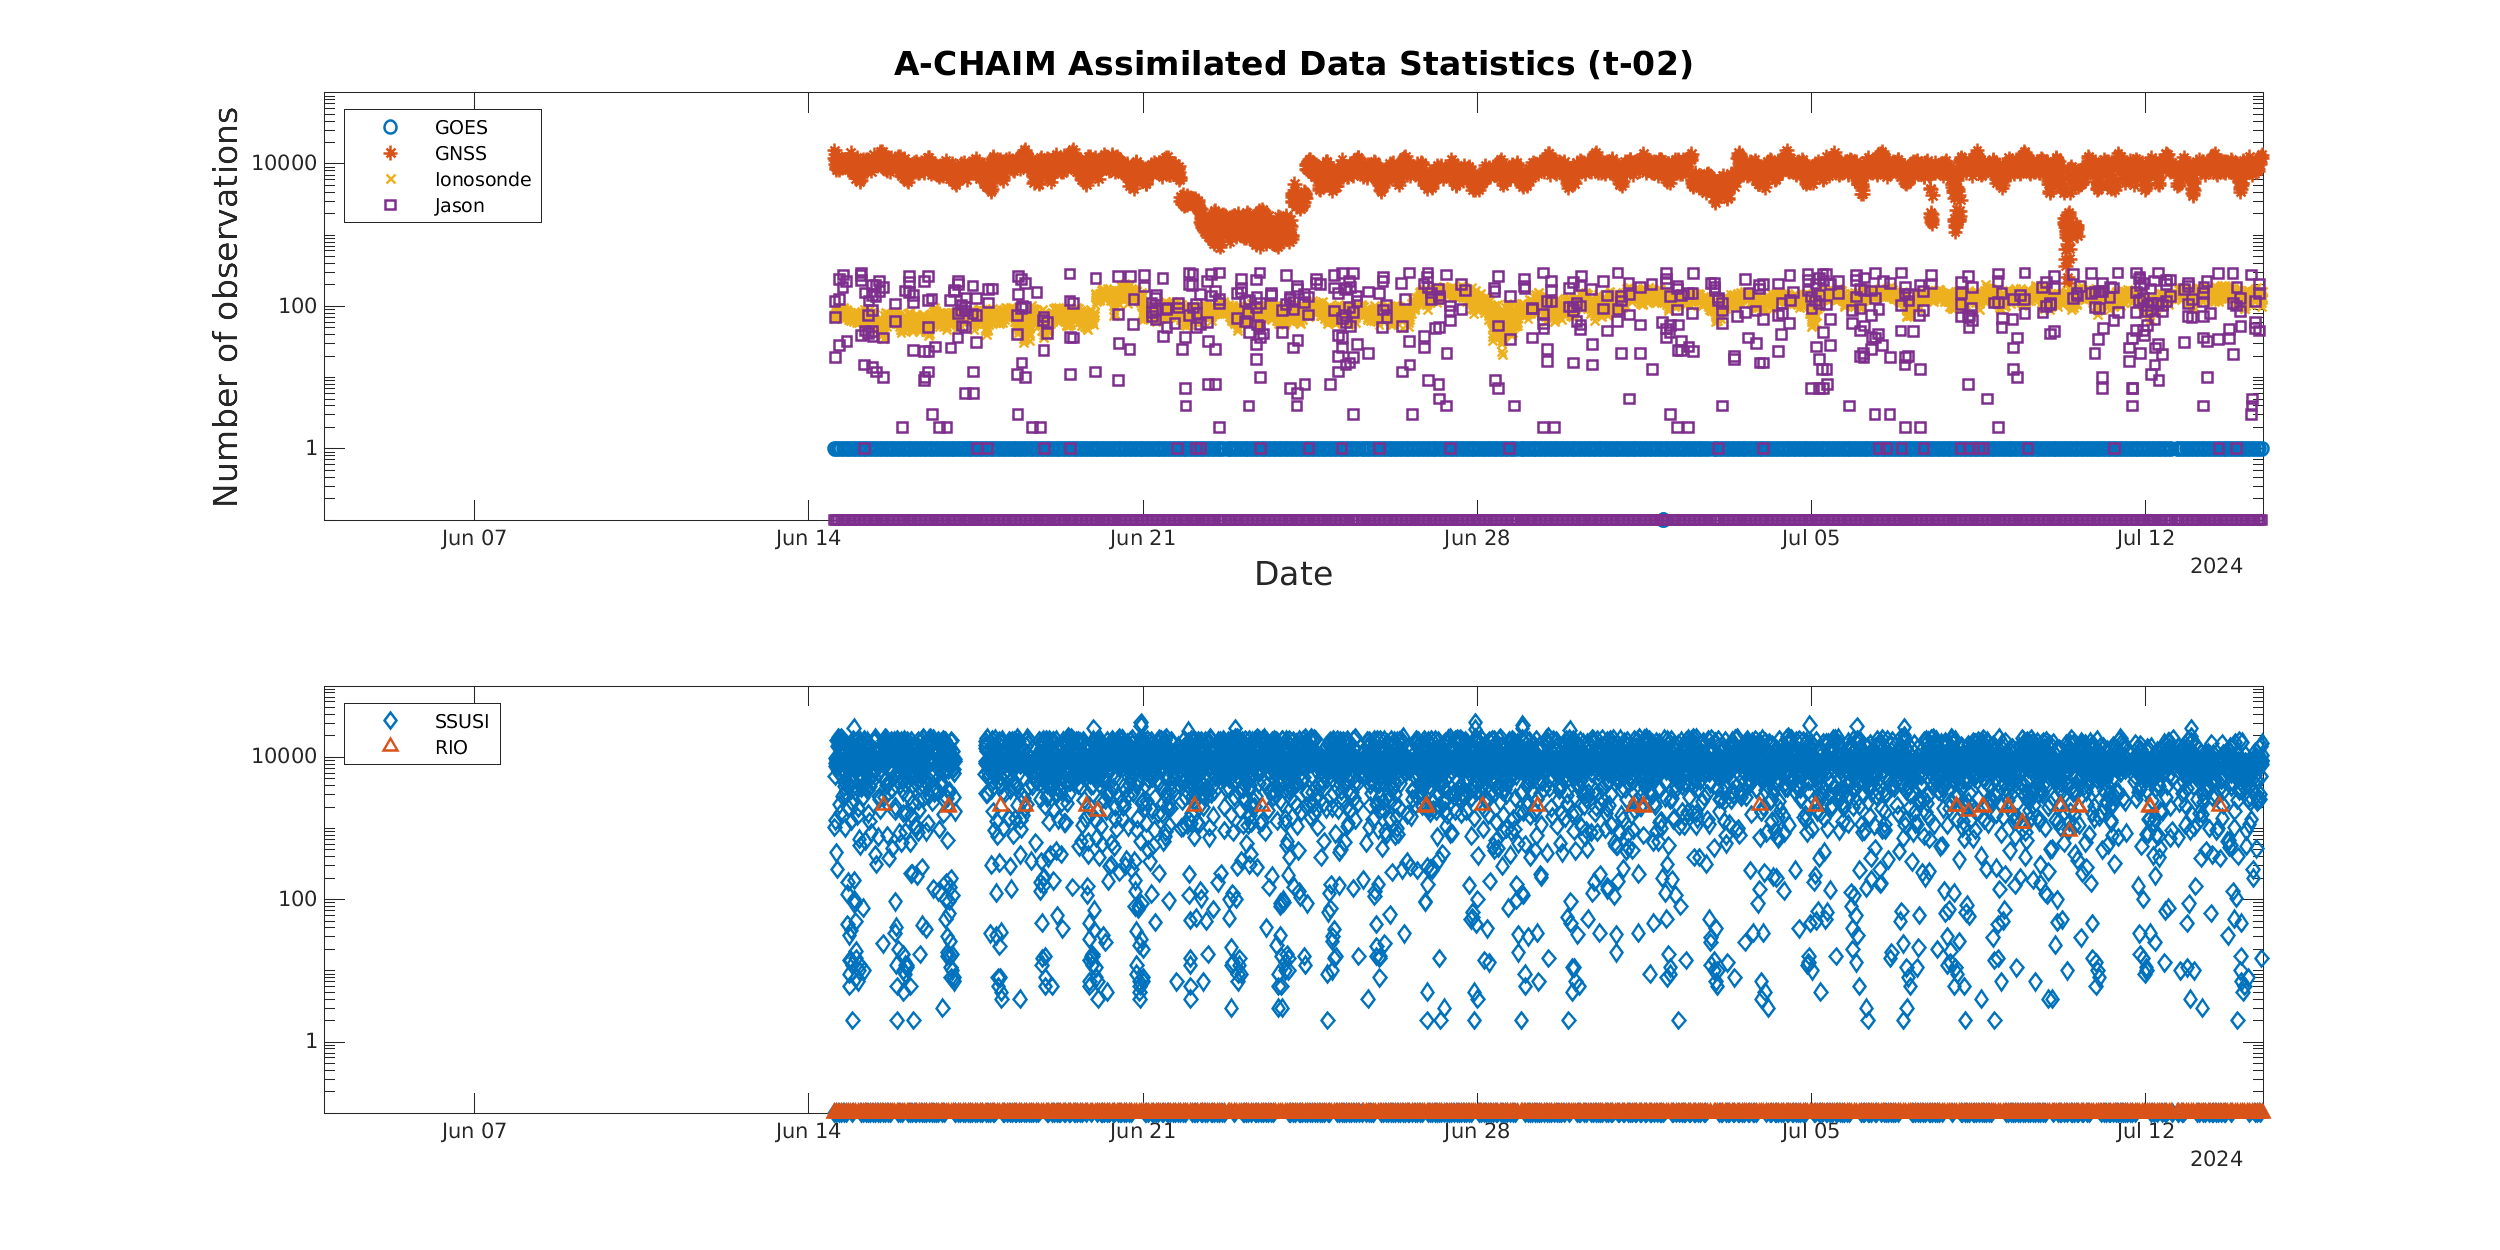 A-CHAIM Assimilated Data Statistics (t-02)
Number of observations
10000
100
1
GOES
GNSS
Ionosonde
Jason
Jun 07
Jun 14
Jun 21
Jun 28
Jul 05
Jul 12
2024
Date
10000
100
1
SSUSI
RIO
Jun 07
Jun 14
Jun 21
Jun 28
Jul 05
Jul 12
2024